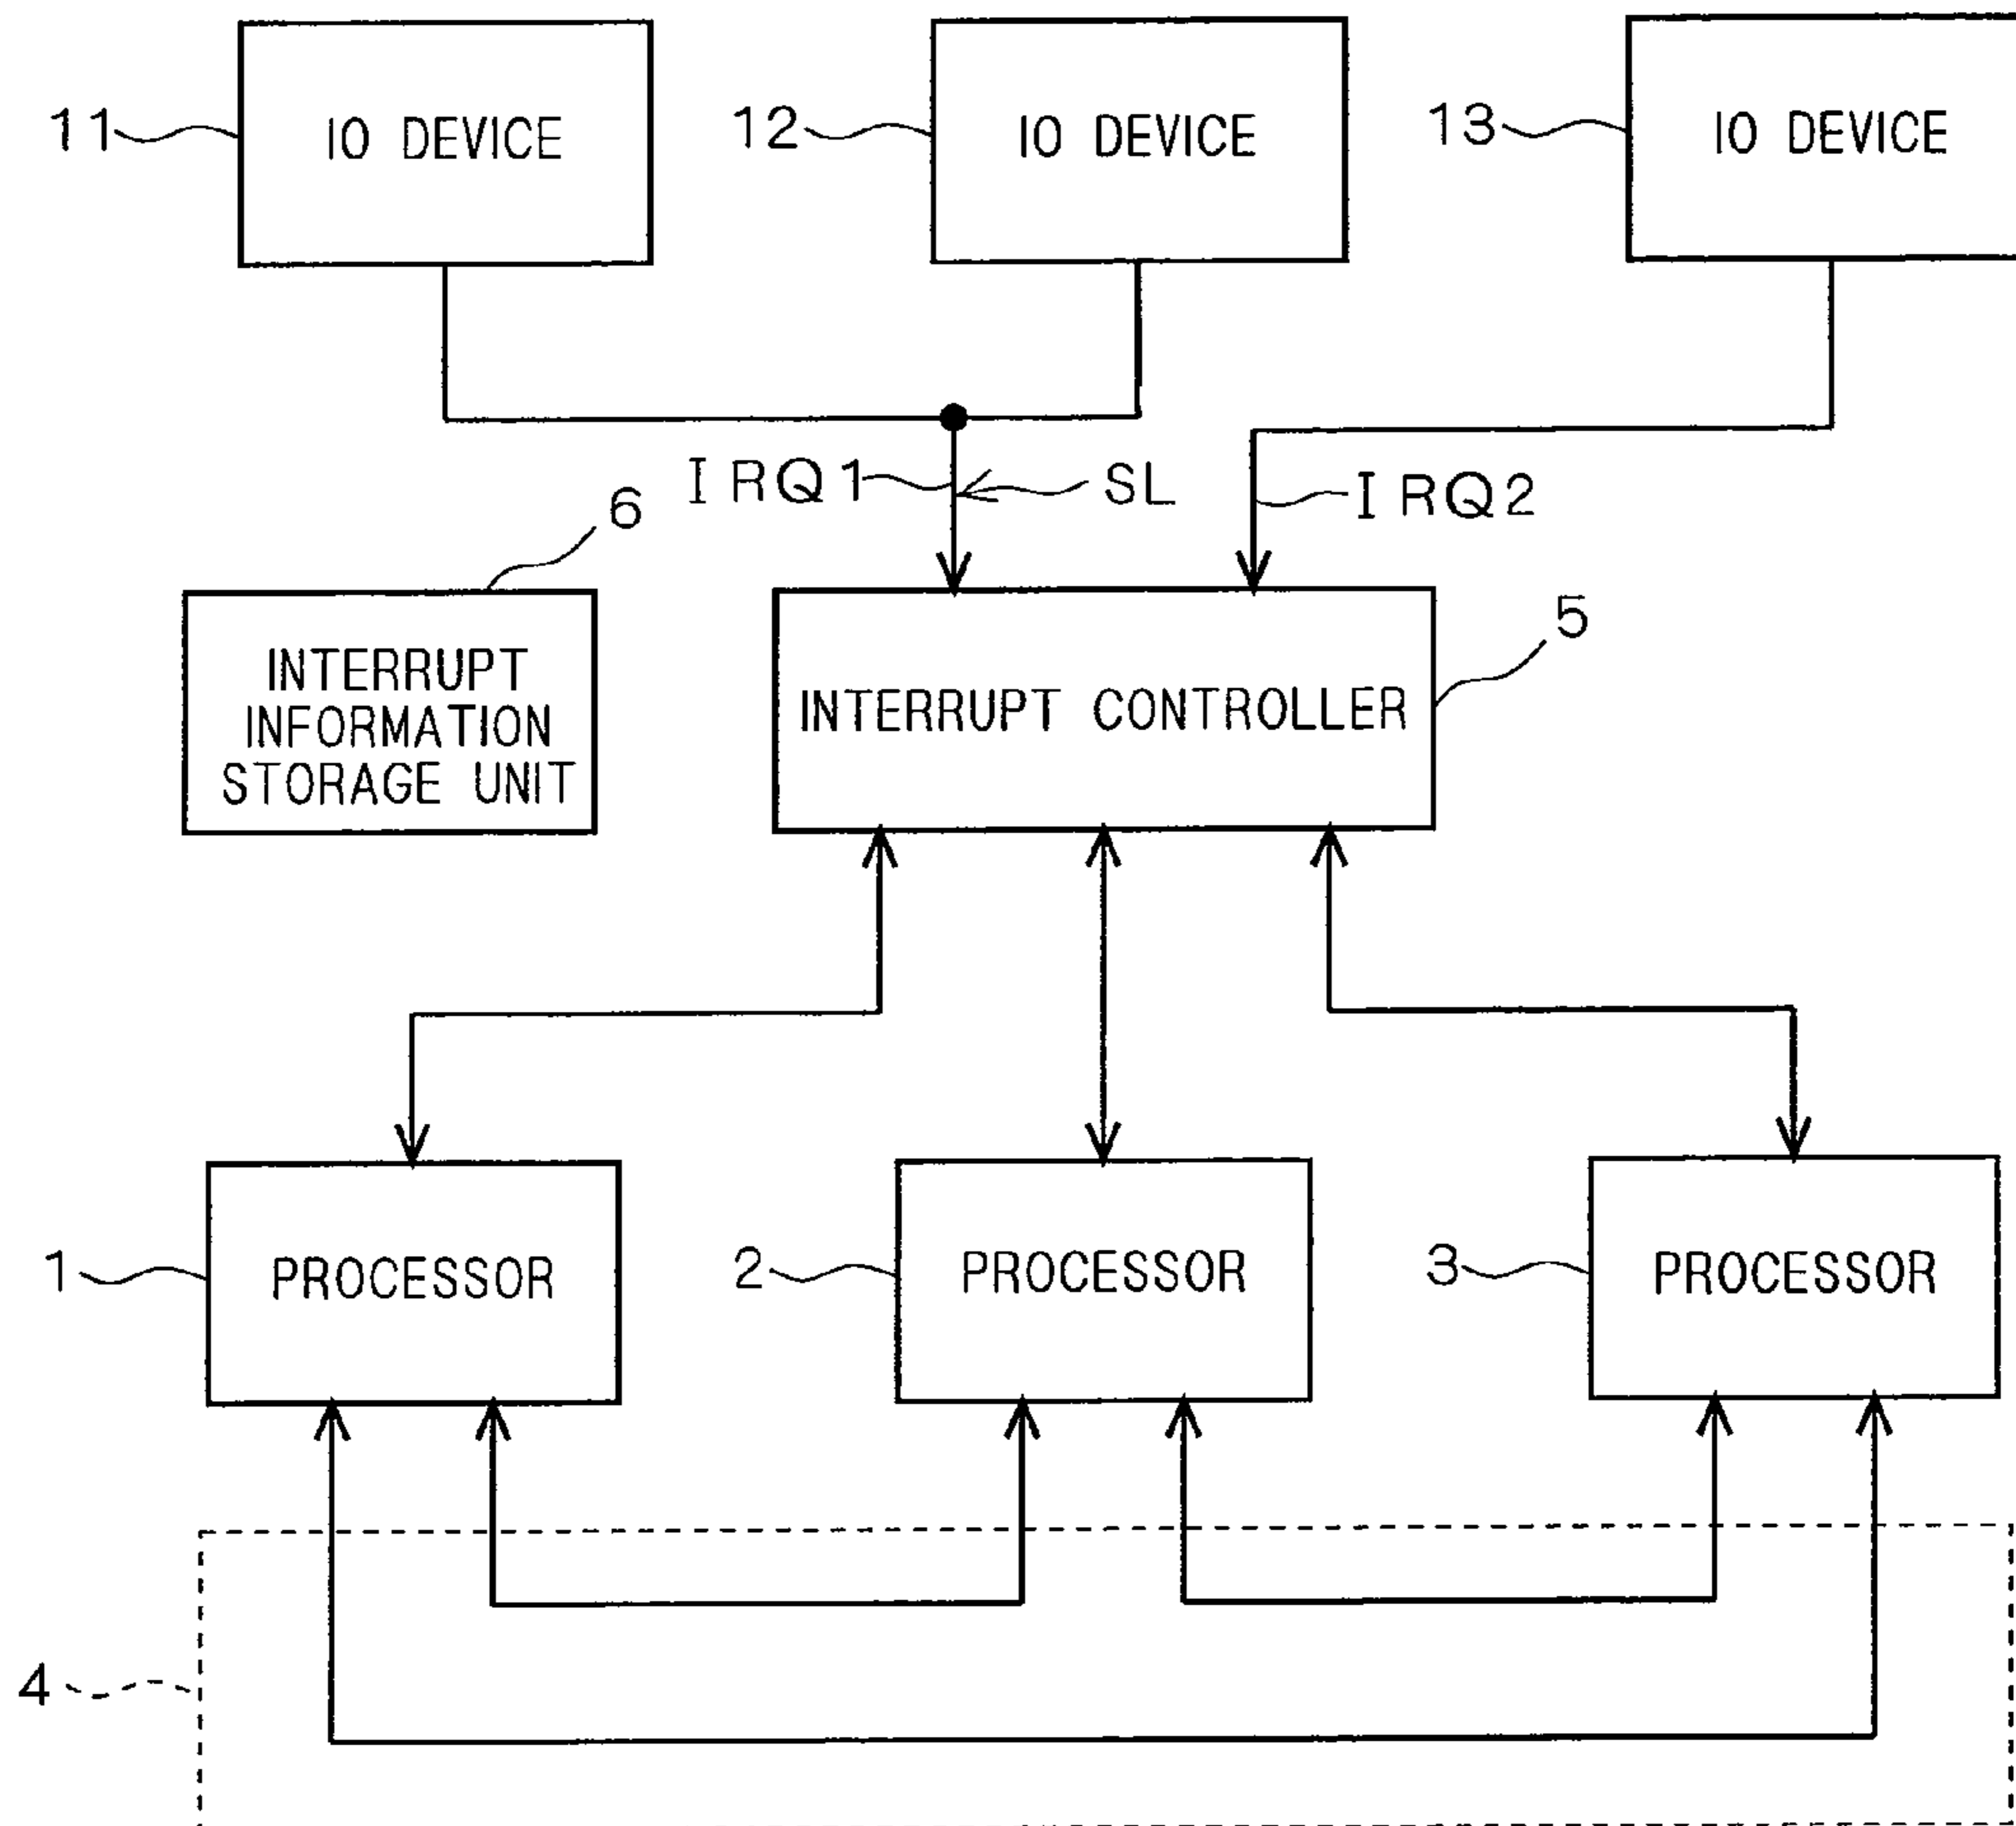 11
IO DEVICE
12
IO DEVICE
13
IO DEVICE
IRQ1
SL
IRQ2
6
INTERRUPT
INFORMATION
STORAGE UNIT
INTERRUPT CONTROLLER
5
1
PROCESSOR
2
PROCESSOR
3
PROCESSOR
4